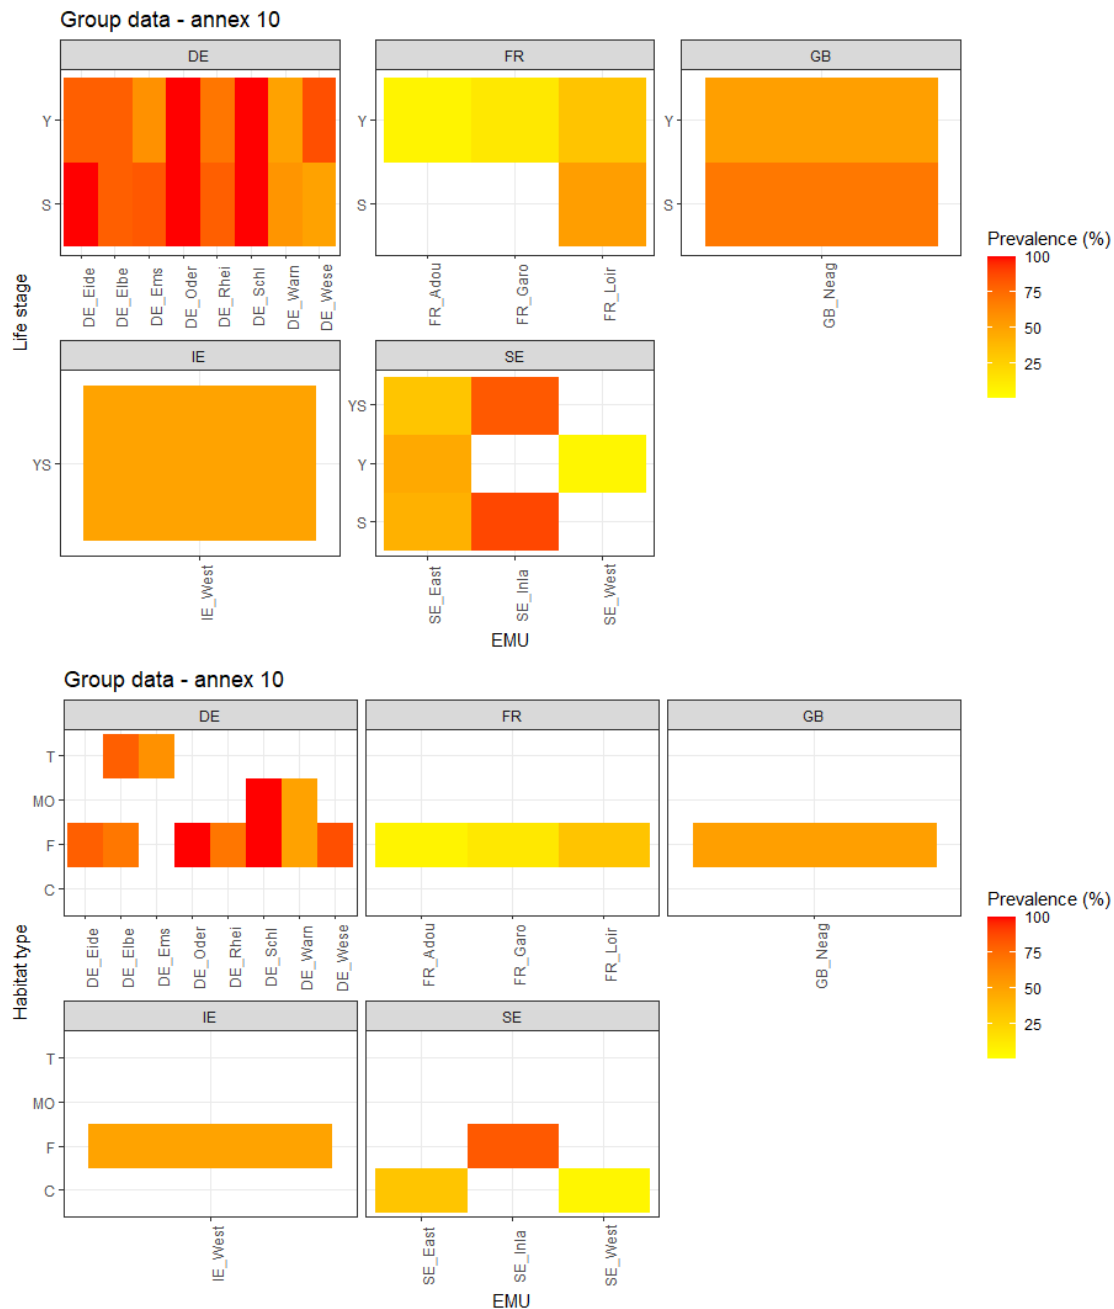 Group data - annex 10
DE
FR
GB
Y
S
Y
S
Y
S
DE_Eide
DE_Elbe
DE_Ems
DE_Oder
DE_Rhei
DE_Schl
DE_Warn
DE_Wese
FR_Adou
FR_Garo
FR_Loir
GB_Neag
Life stage
IE
SE
YS
YS
Y
S
IE_West
SE_East
SE_Inla
SE_West
EMU
Prevalence (%)
100
75
50
25
Group data - annex 10
DE
FR
GB
T
MO
F
C
DE_Eide
DE_Elbe
DE_Ems
DE_Oder
DE_Rhei
DE_Schl
DE_Warn
DE_Wese
FR_Adou
FR_Garo
FR_Loir
GB_Neag
Habitat type
IE
SE
T
MO
F
C
IE_West
SE_East
SE_Inla
SE_West
EMU
Prevalence (%)
100
75
50
25